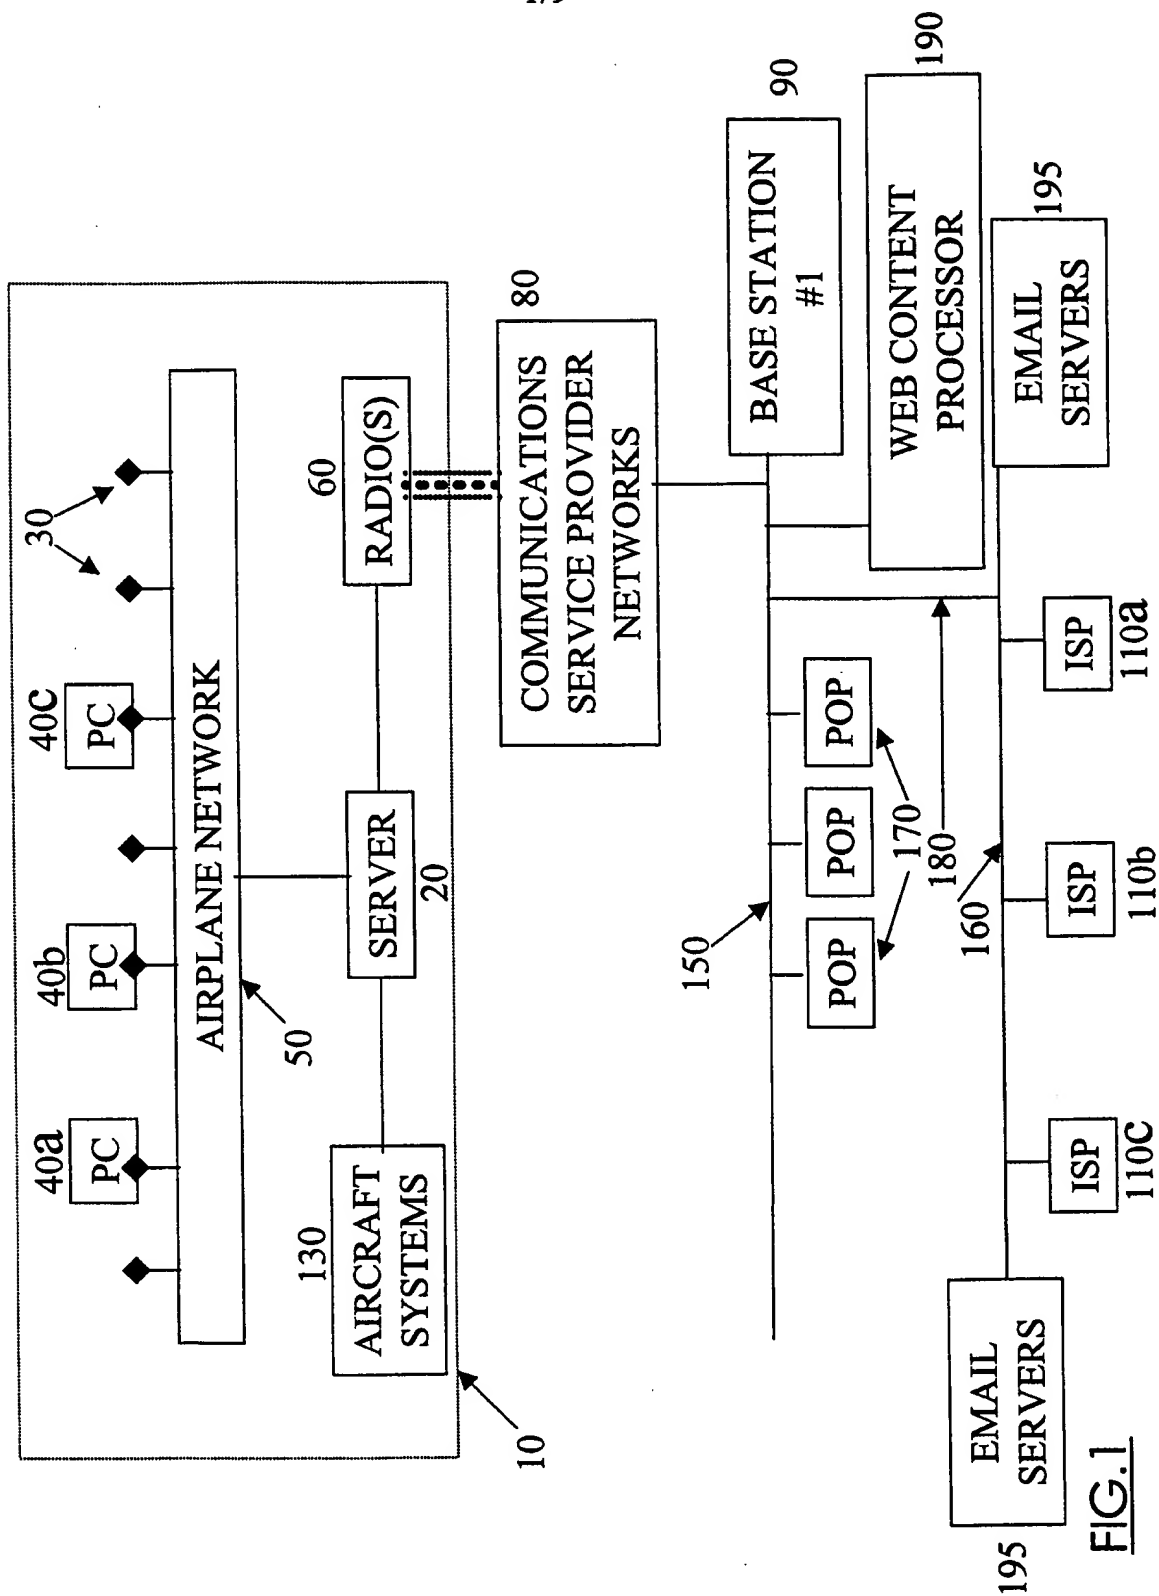 40a
40b
40c
30
PC
PC
PC
AIRPLANE NETWORK
50
130
60
AIRCRAFT
SYSTEMS
SERVER
RADIO(S)
20
10
80
COMMUNICATIONS
SERVICE PROVIDER
NETWORKS
150
90
BASE STATION
#1
POP
POP
POP
170
180
190
WEB CONTENT
PROCESSOR
160
195
EMAIL
SERVERS
EMAIL
SERVERS
195
ISP
ISP
ISP
110c
110b
110a
FIG.1